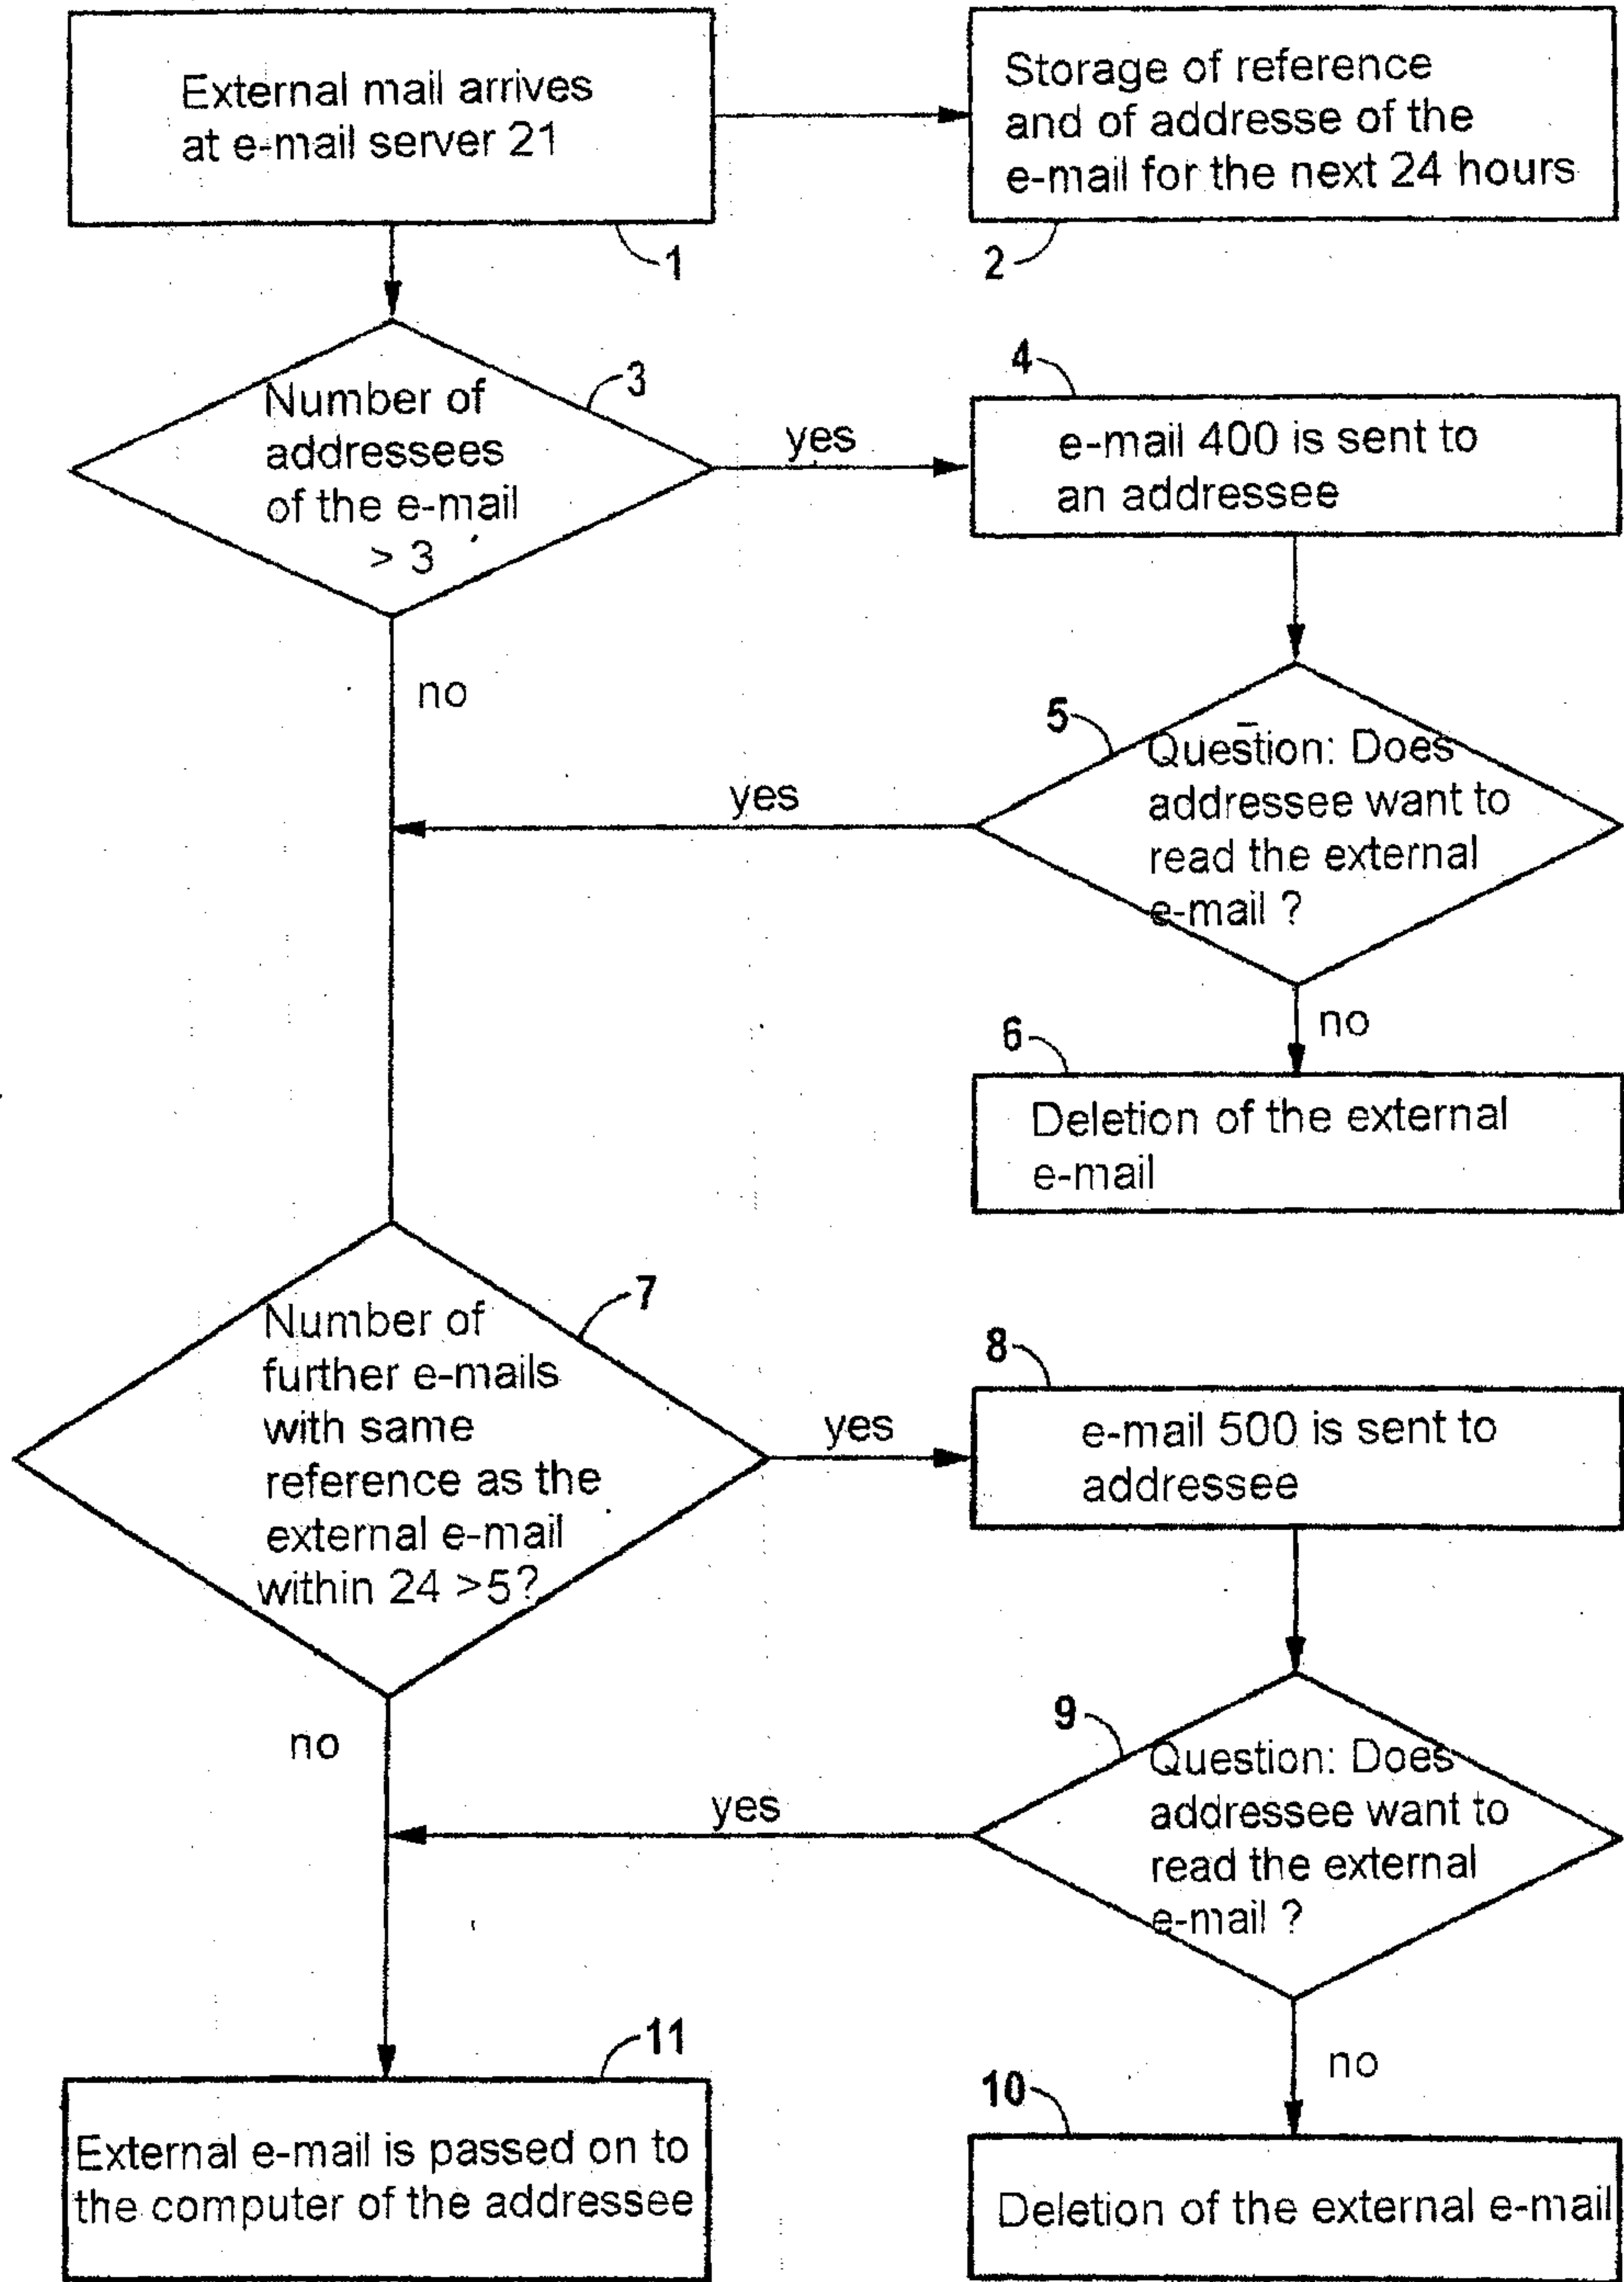 External mail arrives
at e-mail server 21
1
Storage of reference
and of addresse of the
e-mail for the next 24 hours
2
Number of
addressees
of the e-mail
> 3
3
yes
no
4
e-mail 400 is sent to
an addressee
5
Question: Does
addressee want to
read the external
e-mail ?
yes
no
6
Deletion of the external
e-mail
7
Number of
further e-mails
with same
reference as the
external e-mail
within 24 >5?
yes
no
8
e-mail 500 is sent to
addressee
9
Question: Does
addressee want to
read the external
e-mail ?
yes
no
10
Deletion of the external e-mail
11
External e-mail is passed on to
the computer of the addressee